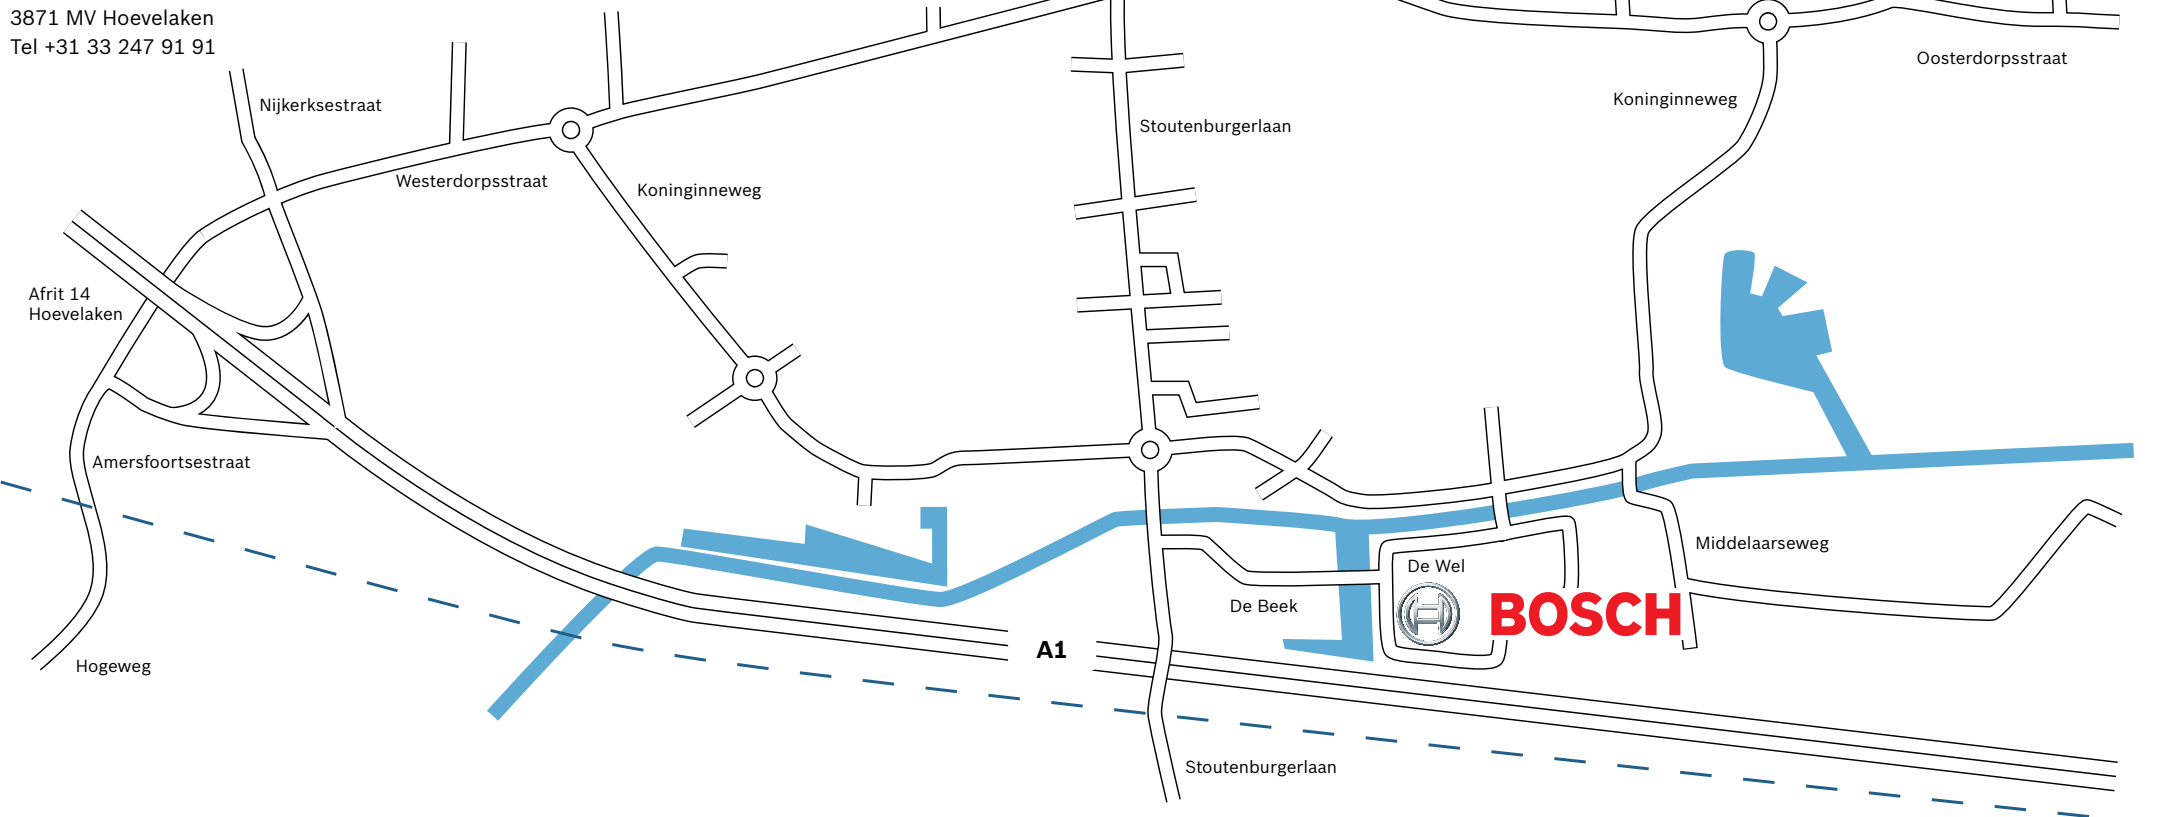 3871 MV Hoevelaken
Tel +31 33 247 91 91
Oosterdorpsstraat
Nijkerksestraat
Koninginneweg
Stoutenburgerlaan
Westerdorpsstraat
Koninginneweg
Afrit 14
Hoevelaken
Amersfoortsestraat
Middelaarseweg
De Wel
De Beek
BOSCH
A1
Hogeweg
Stoutenburgerlaan